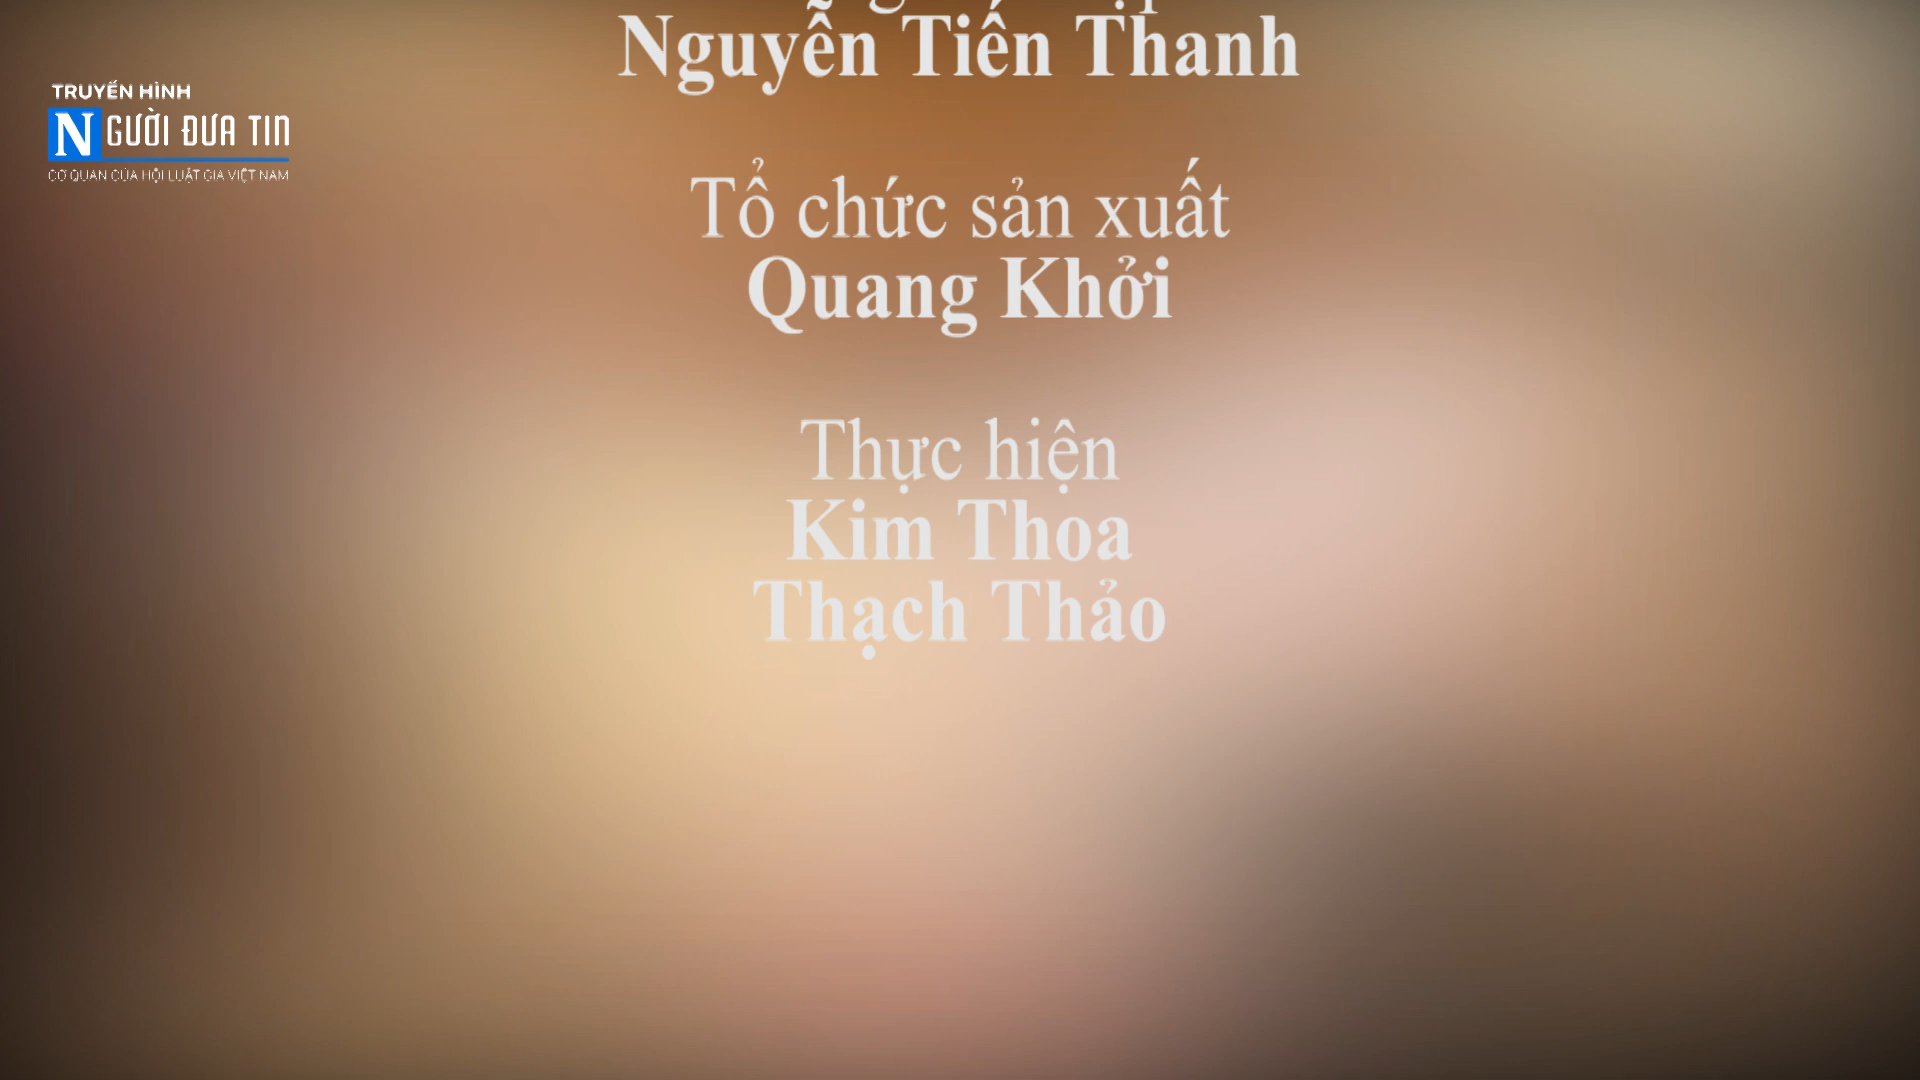 Nguyễn Tiến Thanh
TRUYỀN HÌNH
NGƯỜI ĐƯA TIN
CƠ QUAN CỦA HỘI LUẬT GIA VIỆT NAM
Tổ chức sản xuất
Quang Khởi
Thực hiện
Kim Thoa
Thạch Thảo